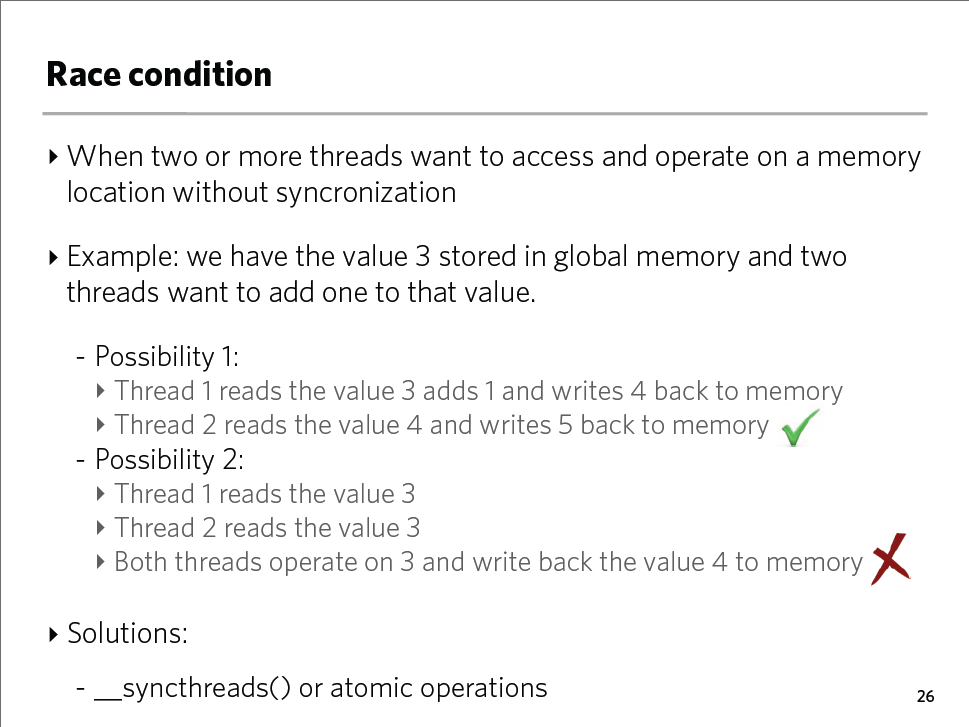 Race condition
‣ When two or more threads want to access and operate on a memory
location without syncronization
‣ Example: we have the value 3 stored in global memory and two
threads want to add one to that value.
- Possibility 1:
‣ Thread 1 reads the value 3 adds 1 and writes 4 back to memory
‣ Thread 2 reads the value 4 and writes 5 back to memory
- Possibility 2:
‣ Thread 1 reads the value 3
‣ Thread 2 reads the value 3
‣ Both threads operate on 3 and write back the value 4 to memory
‣ Solutions:
- __syncthreads() or atomic operations
26